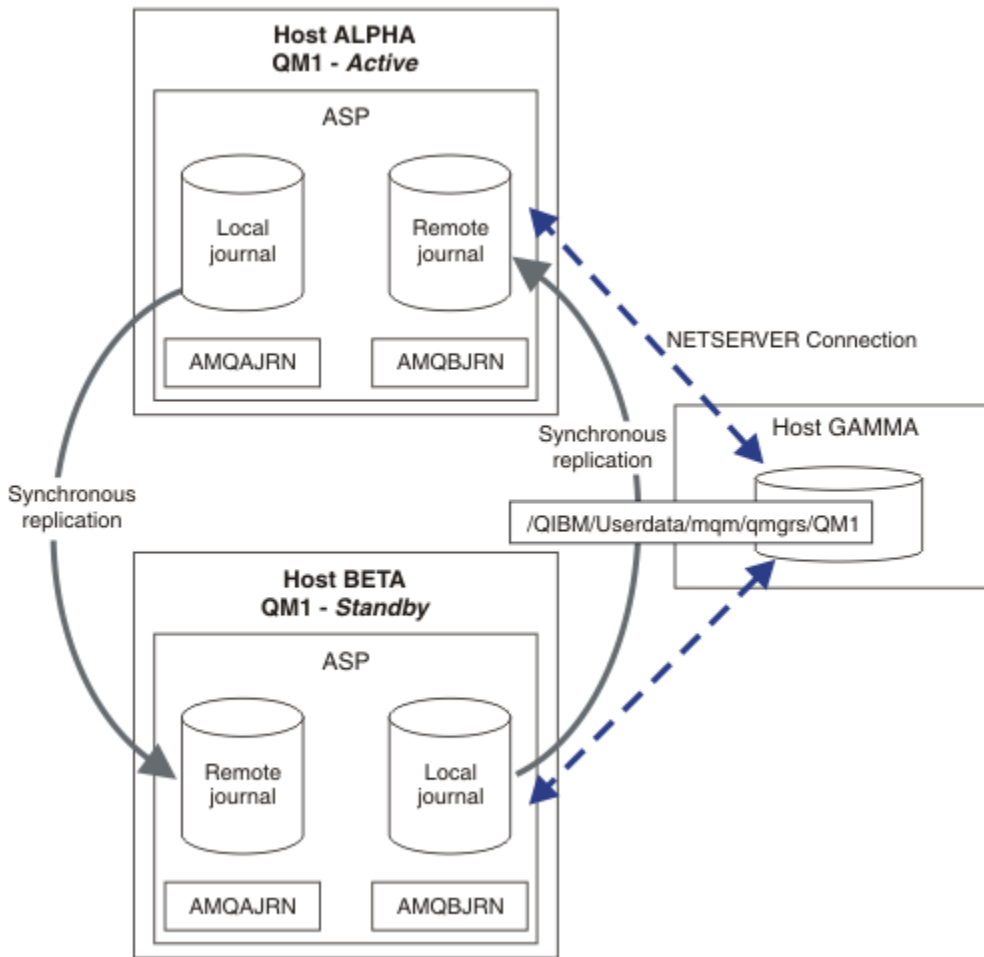 Host ALPHA
QM1 - Active
ASP
Local
journal
Remote
journal
AMQAJRN
AMQBJRN
NETSERVER Connection
Host GAMMA
/QIBM/Userdata/mqm/qmgrs/QM1
Synchronous
replication
Synchronous
replication
Host BETA
QM1 - Standby
ASP
Remote
journal
Local
journal
AMQAJRN
AMQBJRN